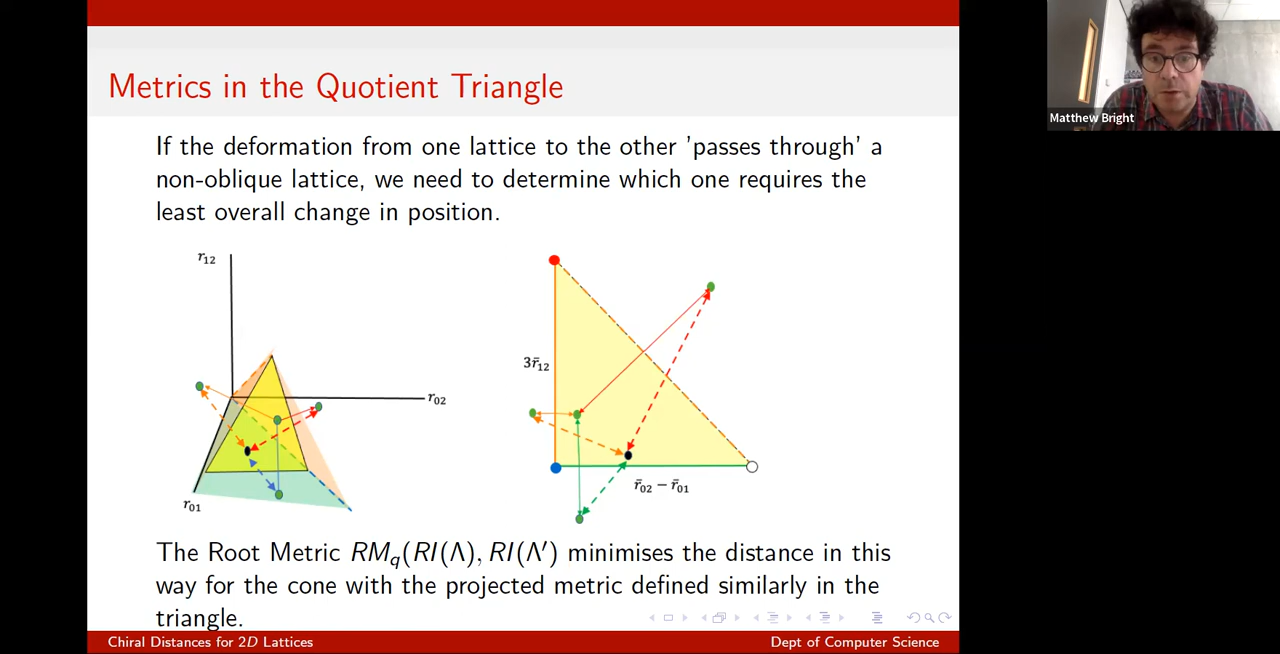 Metrics in the Quotient Triangle
Matthew Bright
If the deformation from one lattice to the other 'passes through' a
non-oblique lattice, we need to determine which one requires the
least overall change in position.
r₁₂
r₀₂
r₀₁
3r̄₁₂
r̄₀₂ − r̄₀₁
The Root Metric RM_q(RI(Λ), RI(Λ′) minimises the distance in this
way for the cone with the projected metric defined similarly in the
triangle.
Chiral Distances for 2D Lattices
Dept of Computer Science